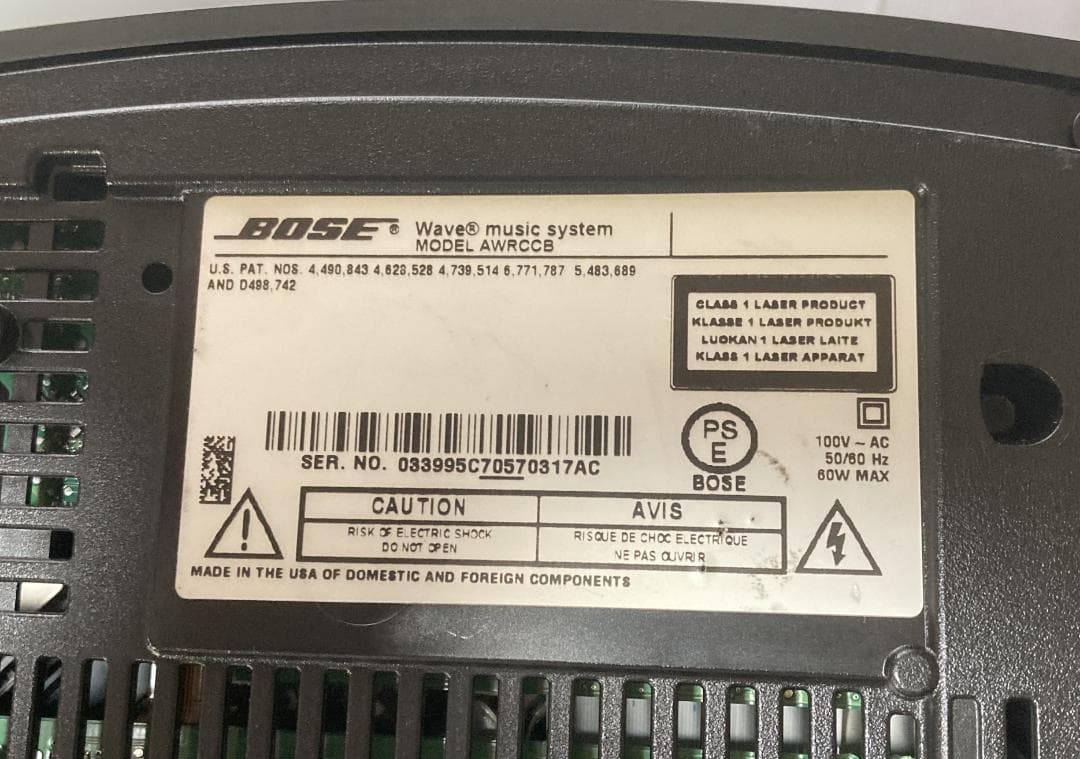 BOSE® Wave® music system
MODEL AWRCCB
U.S. PAT. NOS. 4,490,843 4,628,528 4,739,514 6,771,787 5,483,689
AND D498,742
CLASS 1 LASER PRODUCT
KLASSE 1 LASER PRODUKT
LUOKAN 1 LASER LAITE
KLASS 1 LASER APPARAT
SER. NO. 033995C70570317AC
PS
E
BOSE
100V ~ AC
50/60 Hz
60W MAX
CAUTION
RISK OF ELECTRIC SHOCK
DO NOT OPEN
AVIS
RISQUE DE CHOC ELECTRIQUE
NE PAS OUVRIR
MADE IN THE USA OF DOMESTIC AND FOREIGN COMPONENTS